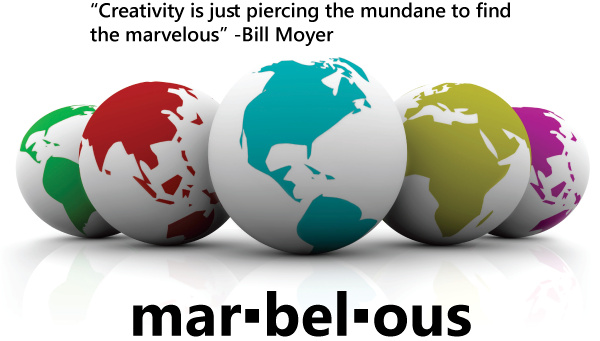 “Creativity is just piercing the mundane to find
the marvelous” -Bill Moyer
mar▪bel▪ous